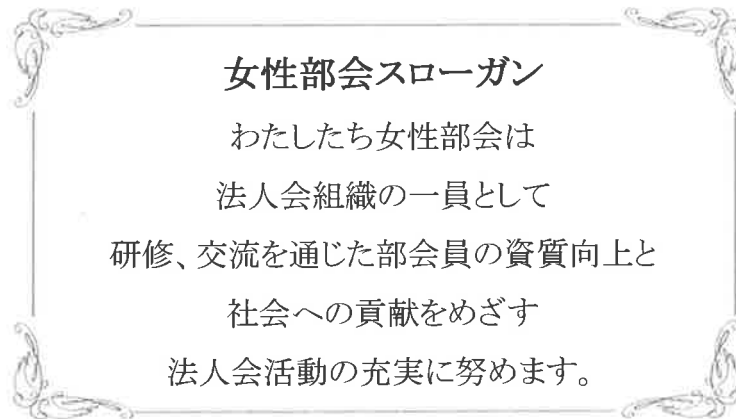 女性部会スローガン
わたしたち女性部会は
法人会組織の一員として
研修、交流を通じた部会員の資質向上と
社会への貢献をめざす
法人会活動の充実に努めます。